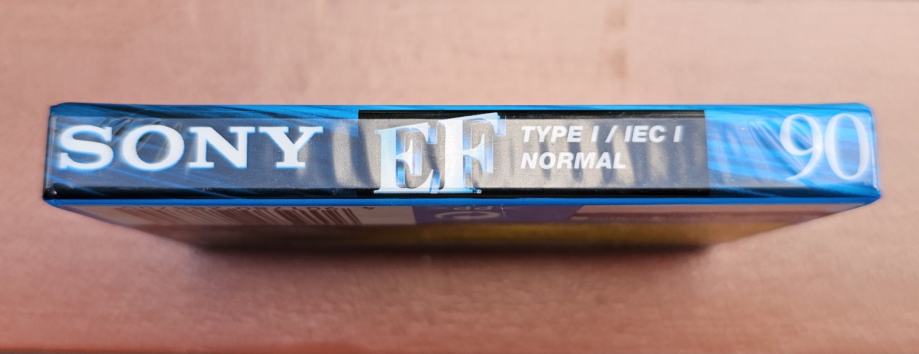 SONY
EF
TYPE I / IEC I
NORMAL
90